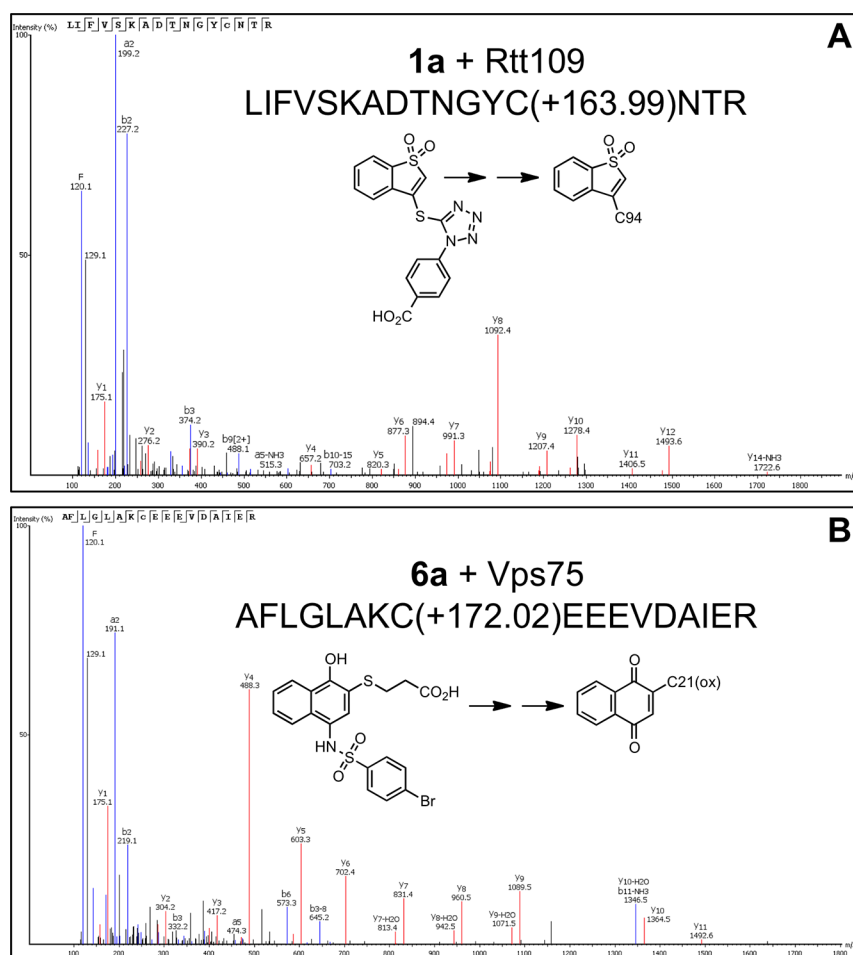 Intensity (%)
L I F V S K A D T N G Y c N T R
A
1a + Rtt109
LIFVSKADTNGYC(+163.99)NTR
100
a2
199.2
b2
227.2
F
120.1
129.1
50
O O
S
S
N
N
N
N
HO2C
O O
S
C94
y1
175.1
y2
276.2
b3
374.2
y3
390.2
b9[2+]
488.1
a5-NH3
515.3
y4
657.2
b10-15
703.2
y5
820.3
y6
877.3
894.4
y7
991.3
y8
1092.4
y9
1207.4
y10
1278.4
y11
1406.5
y12
1493.6
y14-NH3
1722.6
100 200 300 400 500 600 700 800 900 1000 1100 1200 1300 1400 1500 1600 1700 1800 m/
Intensity (%)
A F L G L A K c E E E V D A I E R
B
6a + Vps75
AFLGLAKC(+172.02)EEEVDAIER
100
F
120.1
129.1
a2
191.1
50
OH
S
CO2H
HN
S
O
O
Br
O
O
C21(ox)
y1
175.1
b2
219.1
y2
304.2
b3
332.2
y3
417.2
a5
474.3
y4
488.3
b6
573.3
y5
603.3
b3-8
645.2
y6
702.4
y7-H2O
813.4
y7
831.4
y8-H2O
942.5
y8
960.5
y9-H2O
1071.5
y9
1089.5
y10-H2O
b11-NH3
1346.5
y10
1364.5
y11
1492.6
100 200 300 400 500 600 700 800 900 1000 1100 1200 1300 1400 1500 1600 1700 1800 m/